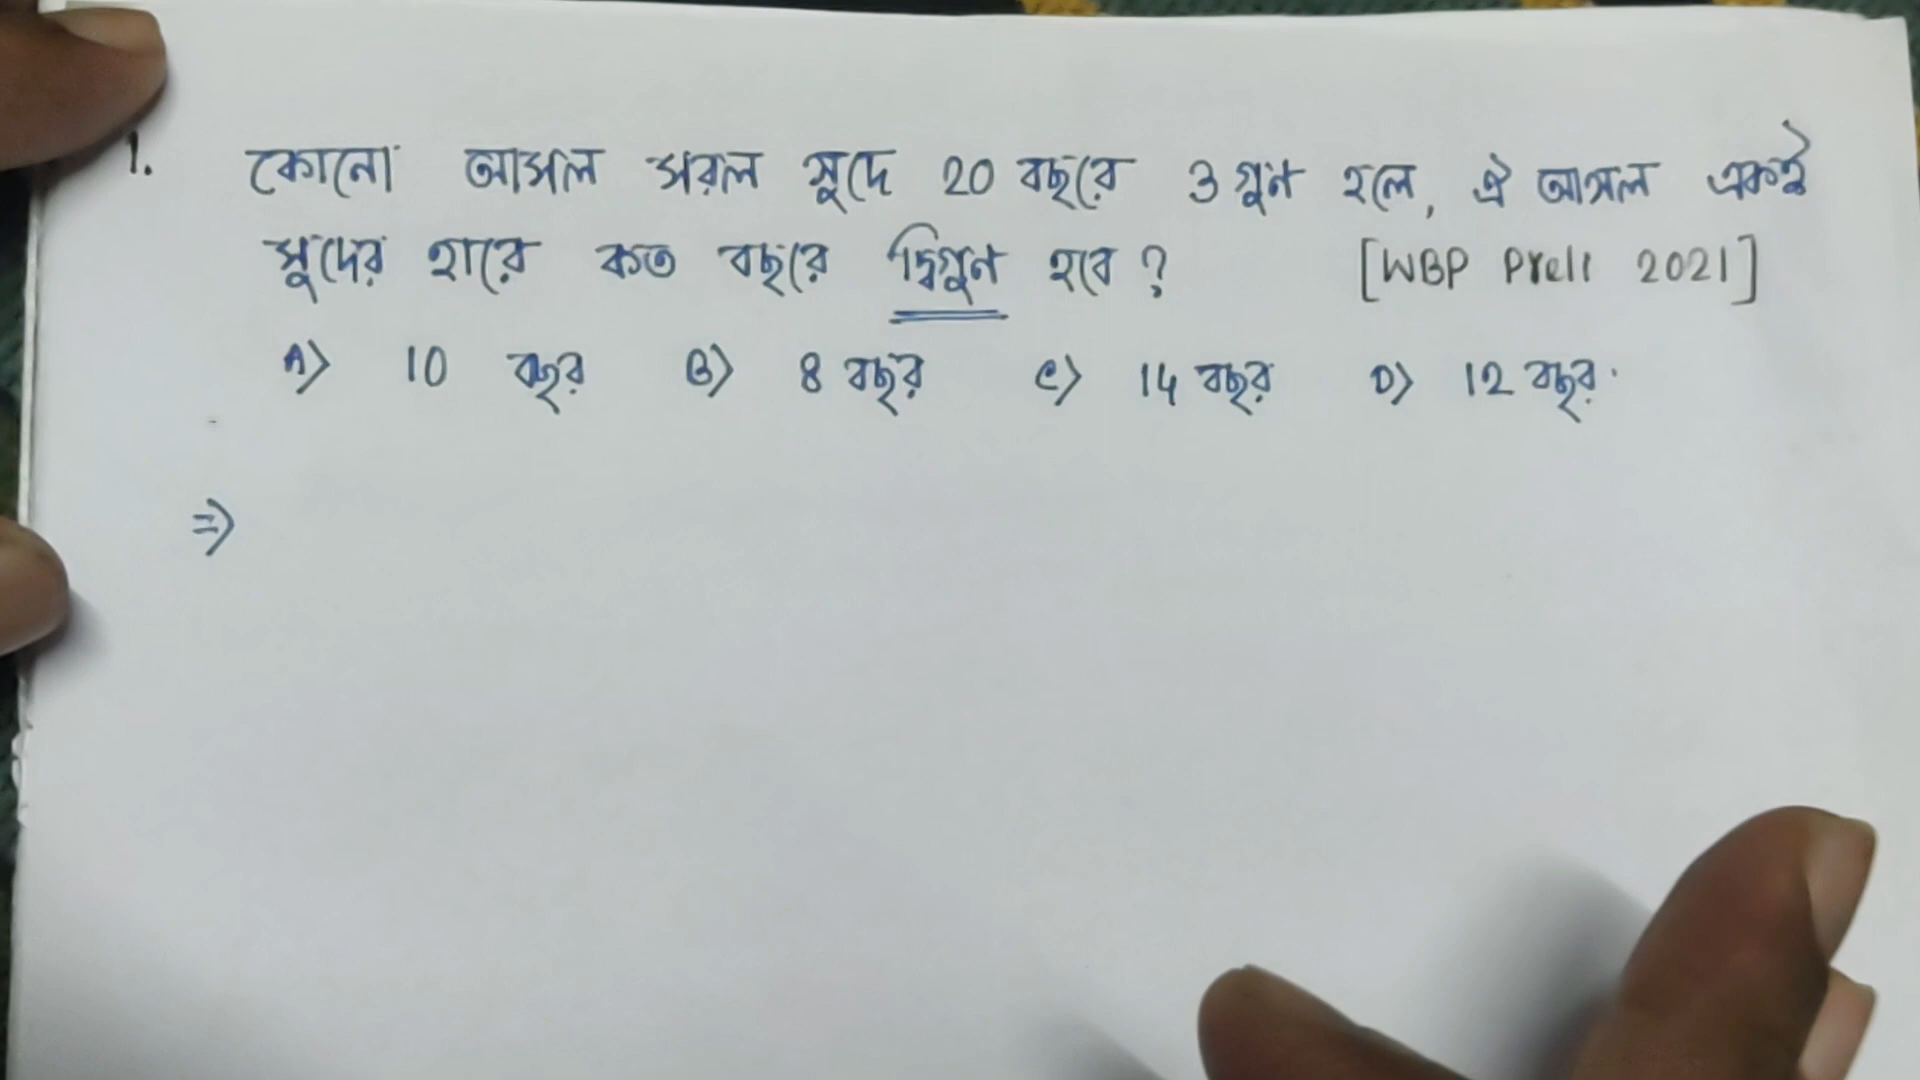 1. কোনো আসল সরল সুদে 20 বছরে 3 গুন হলে, ঐ আসল একই
সুদের হারে কত বছরে দ্বিগুন হবে ? [WBP Preli 2021]
A) 10 বছর B) 8 বছর C) 14 বছর D) 12 বছর.
⇒